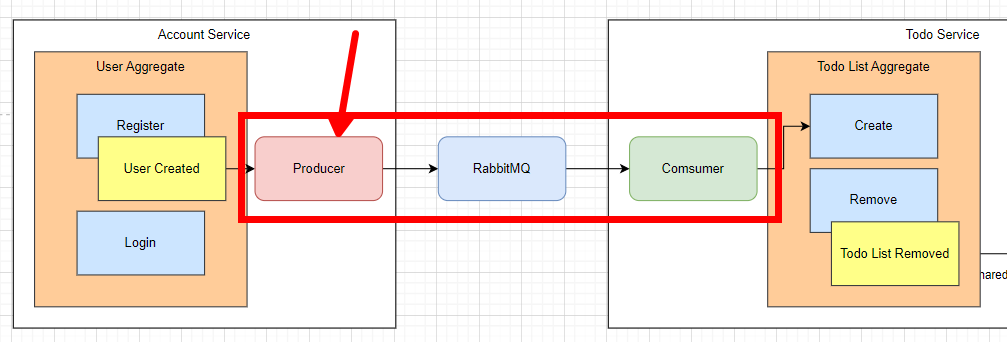 Account Service
User Aggregate
Register
User Created
Login
Producer
RabbitMQ
Comsumer
Todo Service
Todo List Aggregate
Create
Remove
Todo List Removed
hared